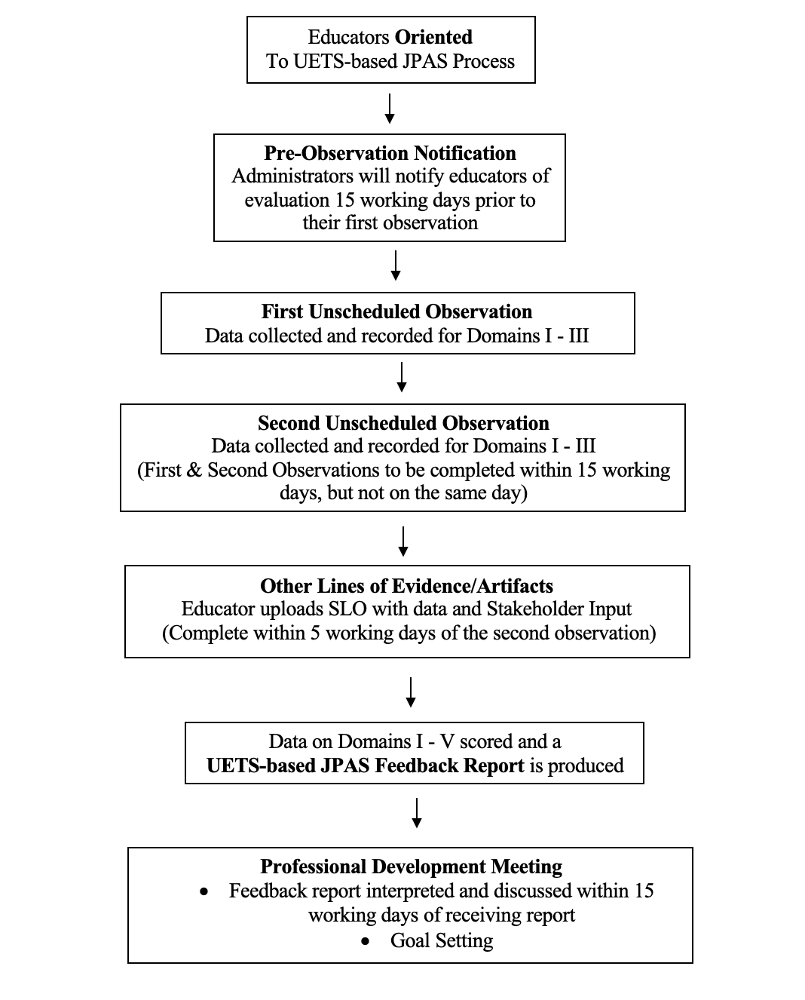 Educators Oriented
To UETS-based JPAS Process
Pre-Observation Notification
Administrators will notify educators of
evaluation 15 working days prior to
their first observation
First Unscheduled Observation
Data collected and recorded for Domains I - III
Second Unscheduled Observation
Data collected and recorded for Domains I - III
(First & Second Observations to be completed within 15 working
days, but not on the same day)
Other Lines of Evidence/Artifacts
Educator uploads SLO with data and Stakeholder Input
(Complete within 5 working days of the second observation)
Data on Domains I - V scored and a
UETS-based JPAS Feedback Report is produced
Professional Development Meeting
• Feedback report interpreted and discussed within 15
working days of receiving report
• Goal Setting